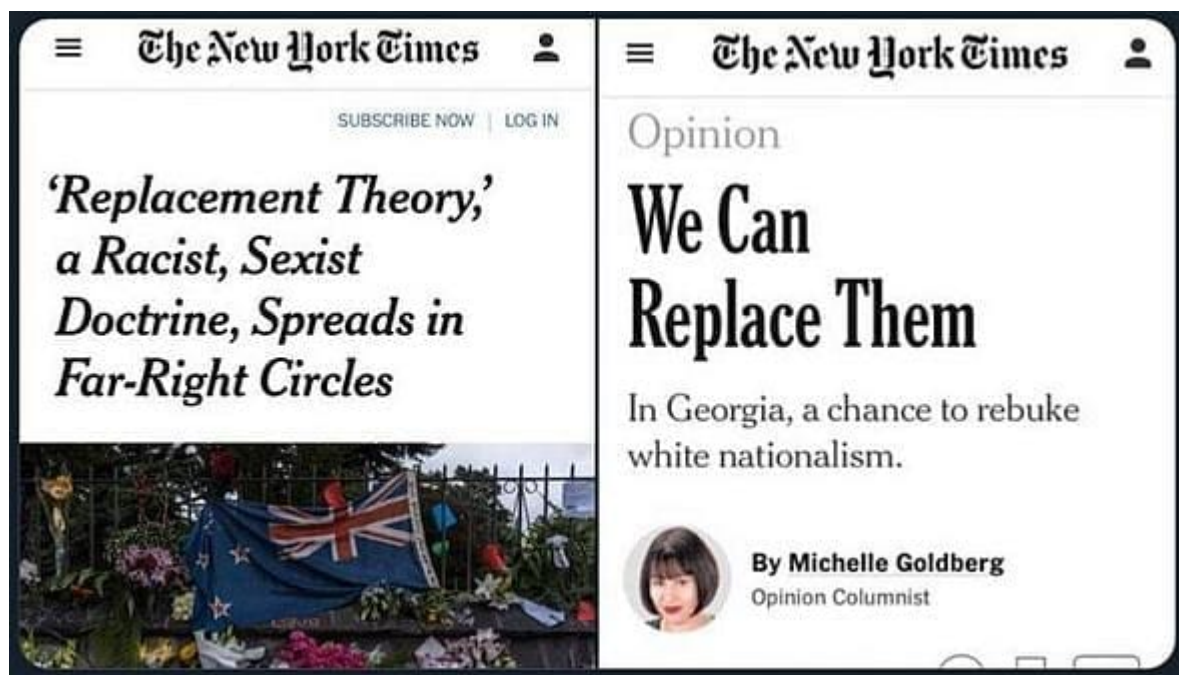 The New York Times
SUBSCRIBE NOW | LOG IN
‘Replacement Theory,’
a Racist, Sexist
Doctrine, Spreads in
Far-Right Circles
The New York Times
Opinion
We Can
Replace Them
In Georgia, a chance to rebuke
white nationalism.
By Michelle Goldberg
Opinion Columnist